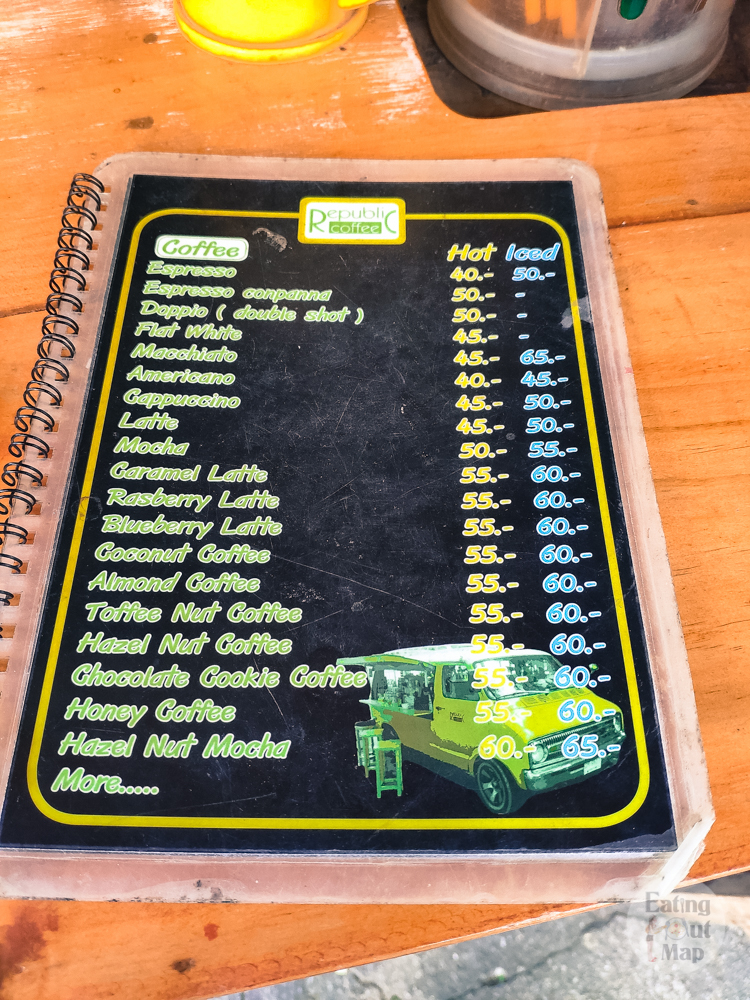 RepubliC
coffee
Coffee Hot Iced
Espresso 40.- 50.-
Espresso conpanna 50.- -
Doppio ( double shot ) 50.- -
Flat White 45.- -
Macchiato 45.- 65.-
Americano 40.- 45.-
Cappuccino 45.- 50.-
Latte 45.- 50.-
Mocha 50.- 55.-
Caramel Latte 55.- 60.-
Rasberry Latte 55.- 60.-
Blueberry Latte 55.- 60.-
Coconut Coffee 55.- 60.-
Almond Coffee 55.- 60.-
Toffee Nut Coffee 55.- 60.-
Hazel Nut Coffee 55.- 60.-
Chocolate Cookie Coffee 55.- 60.-
Honey Coffee 55.- 60.-
Hazel Nut Mocha 60.- 65.-
More.....
Eating
Out
Map